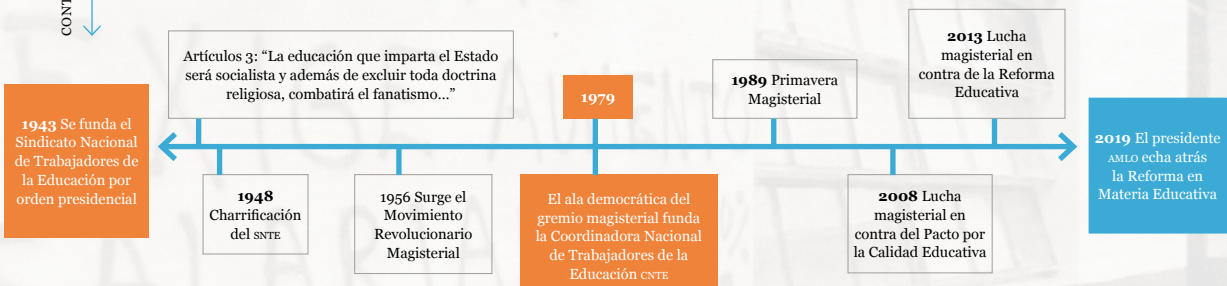 CONT
1943 Se funda el
Sindicato Nacional
de Trabajadores de
la Educación por
orden presidencial
Artículos 3: “La educación que imparta el Estado
será socialista y además de excluir toda doctrina
religiosa, combatirá el fanatismo...”
1948
Charrificación
del SNTE
1956 Surge el
Movimiento
Revolucionario
Magisterial
1979
El ala democrática del
gremio magisterial funda
la Coordinadora Nacional
de Trabajadores de la
Educación CNTE
1989 Primavera
Magisterial
2008 Lucha
magisterial en
contra del Pacto por
la Calidad Educativa
2013 Lucha
magisterial en
contra de la Reforma
Educativa
2019 El presidente
AMLO echa atrás
la Reforma en
Materia Educativa